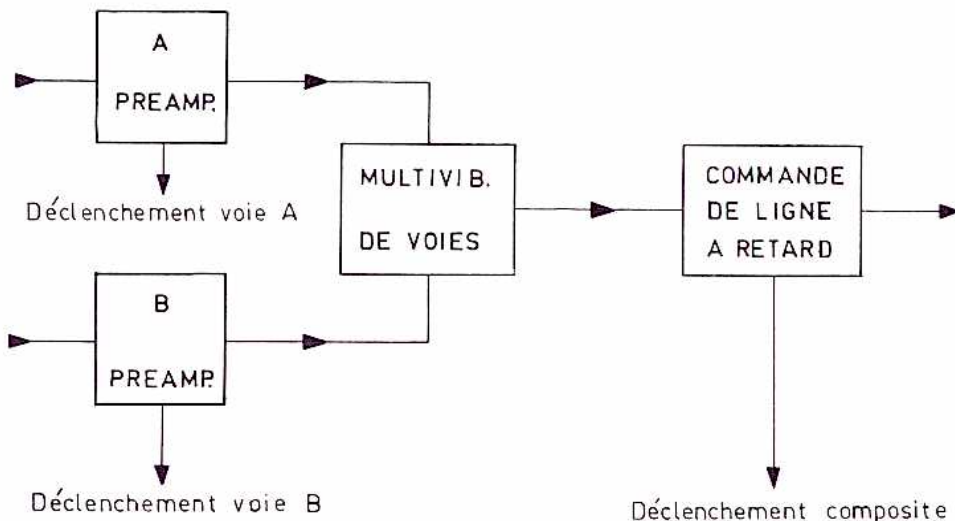 A
PREAMP.
Déclenchement voie A
MULTIVIB.
DE VOIES
COMMANDE
DE LIGNE
A RETARD
B
PREAMP.
Déclenchement voie B
Déclenchement composite